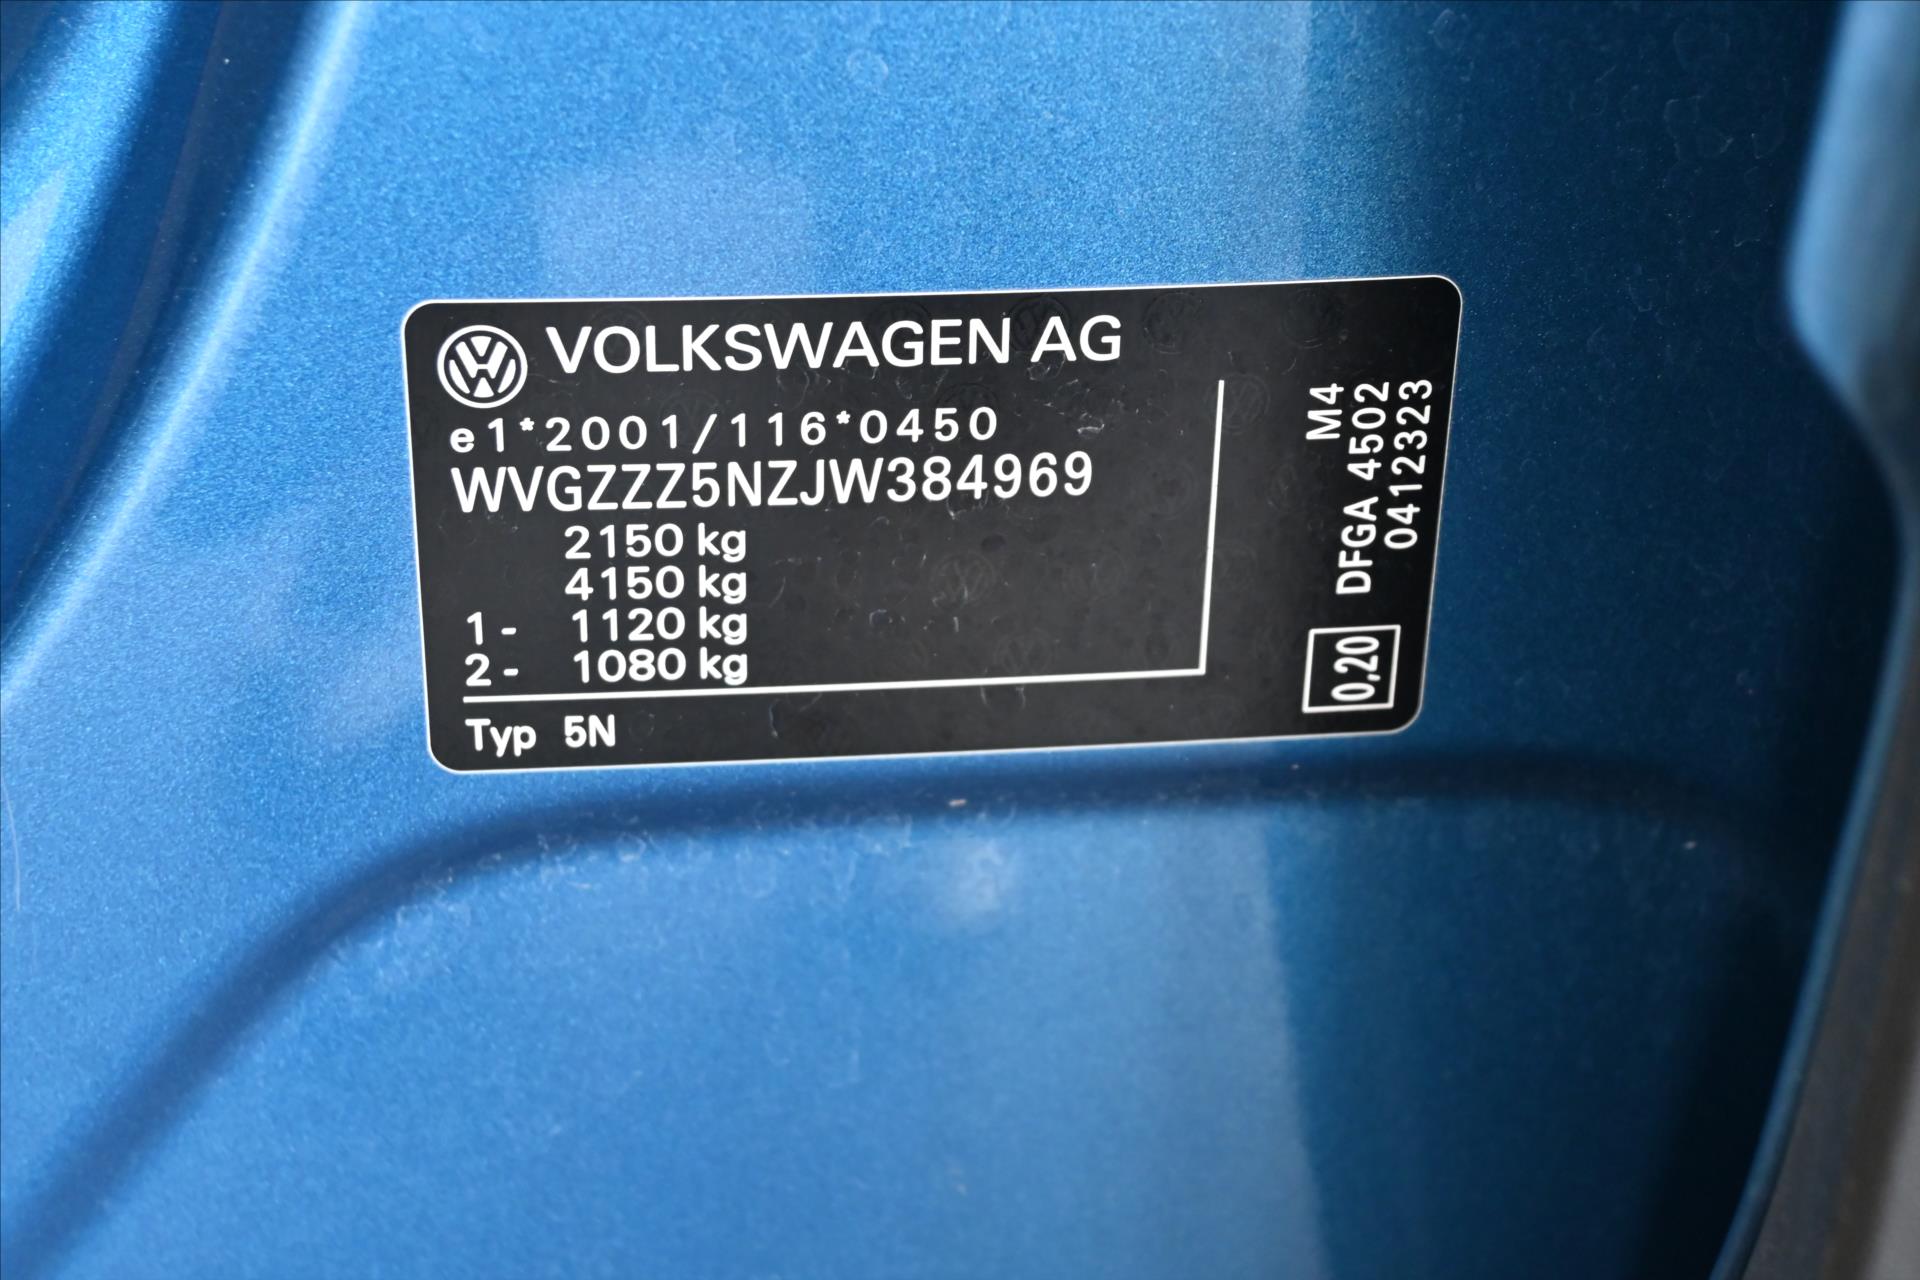 VOLKSWAGEN AG
e1*2001/116*0450
WVGZZZ5NZJW384969
2150 kg
4150 kg
1- 1120 kg
2- 1080 kg
Typ 5N
M4
DFGA 4502
0412323
0,20